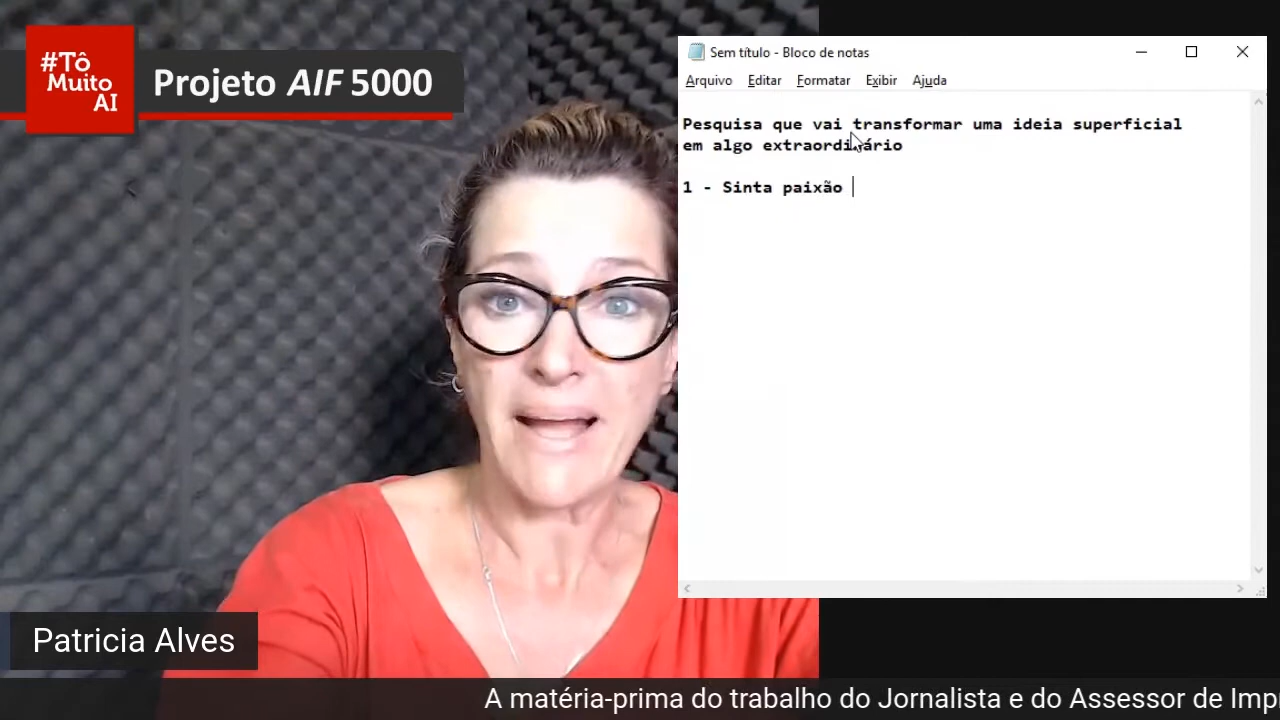 #Tô
Muito
AI
Projeto AIF 5000
Sem título - Bloco de notas
Arquivo Editar Formatar Exibir Ajuda
Pesquisa que vai transformar uma ideia superficial
em algo extraordinário
1 - Sinta paixão
Patricia Alves
A matéria-prima do trabalho do Jornalista e do Assessor de Imp